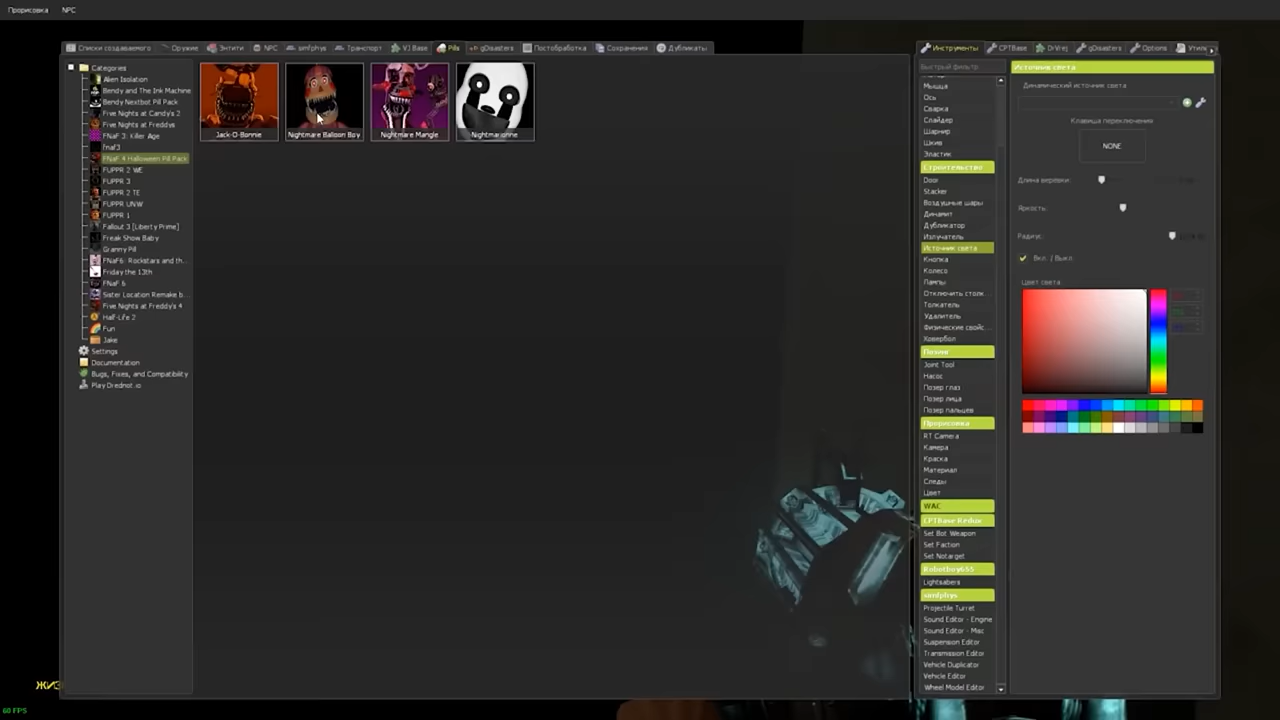 Прорисовка NPC
Списки создаваемого Оружие Энтити NPC simfphys Транспорт VJ Base Pills gDisasters Постобработка Сохранения Дубликаты
Инструменты CPTBase gDisasters Options
Categories
Alien Isolation
Bendy and The Ink Machine
Bendy Nextbot Pill Pack
Five Nights at Candy's 2
Five Nights at Freddys
FNaF 3: Killer Age
fnaf3
FNaF 4 Halloween Pill Pack
FUPPR 2 WE
FUPPR 3
FUPPR 2 TE
FUPPR UNW
FUPPR 1
Fallout 3 [Liberty Prime]
Freak Show Baby
Granny Pill
FNaF6: Rockstars and th...
Friday the 13th
FNaF 6
Sister Location Remake b...
Five Nights at Freddy's 4
Half-Life 2
Fun
Jake
Settings
Documentation
Bugs, Fixes, and Compatibility
Play Drednot.io
Jack-O-Bonnie
Nightmare Balloon Boy
Nightmare Mangle
Nightmarionne
Быстрый фильтр
Мышца
Ось
Сварка
Слайдер
Шарнир
Шкив
Эластик
Строительство
Door
Stacker
Воздушные шары
Динамит
Дубликатор
Излучатель
Источник света
Кнопка
Колесо
Лампы
Отключить столк...
Толкатель
Удалитель
Физические свойс...
Ховербол
Позинг
Joint Tool
Насос
Позер глаз
Позер лица
Позер пальцев
Прорисовка
RT Camera
Камера
Краска
Материал
Следы
Цвет
WAC
CPTBase Redux
Set Bot Weapon
Set Faction
Set Notarget
Robotboy655
Lightsabers
simfphys
Projectile Turret
Sound Editor - Engine
Sound Editor - Misc
Suspension Editor
Transmission Editor
Vehicle Duplicator
Vehicle Editor
Wheel Model Editor
Источник света
Динамический источник света
Клавиша переключения
NONE
Длина веревки:
Яркость:
Радиус:
Вкл. / Выкл.
Цвет света
60 FPS